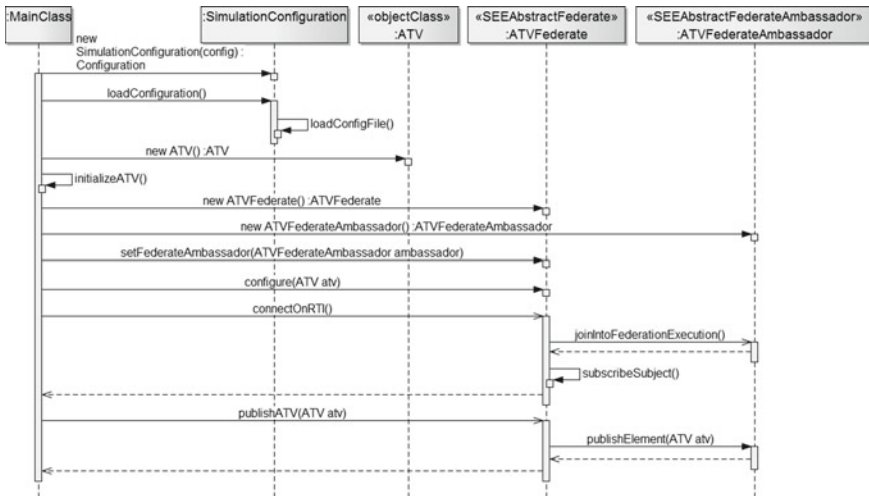 :MainClass
:SimulationConfiguration
«objectClass»
:ATV
«SEEAbstractFederate»
:ATVFederate
«SEEAbstractFederateAmbassador»
:ATVFederateAmbassador
new
SimulationConfiguration(config) :
Configuration
loadConfiguration()
loadConfigFile()
new ATV() :ATV
initializeATV()
new ATVFederate() :ATVFederate
new ATVFederateAmbassador() :ATVFederateAmbassador
setFederateAmbassador(ATVFederateAmbassador ambassador)
configure(ATV atv)
connectOnRTI()
joinIntoFederationExecution()
subscribeSubject()
publishATV(ATV atv)
publishElement(ATV atv)